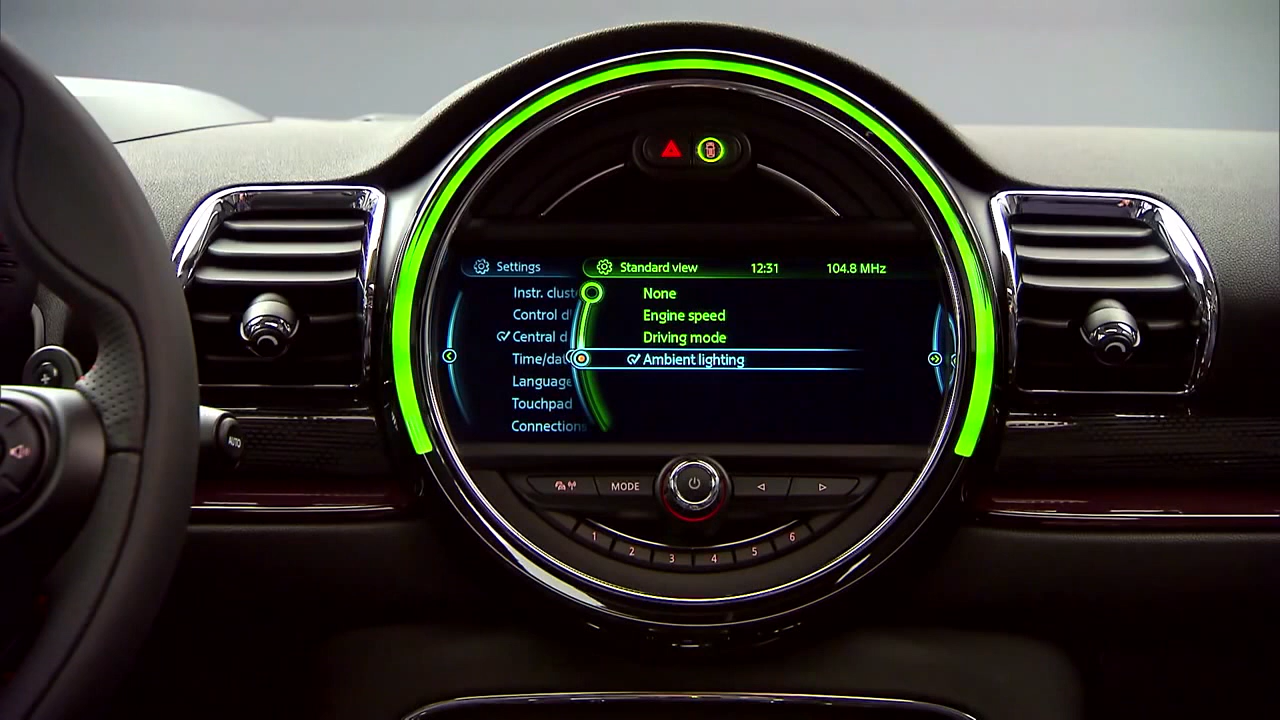 Settings
Standard view 12:31 104.8 MHz
Instr. clust
None
Control d
Engine speed
Central d
Driving mode
Time/dat
Ambient lighting
Language
Touchpad
Connections
AUTO
MODE
1 2 3 4 5 6